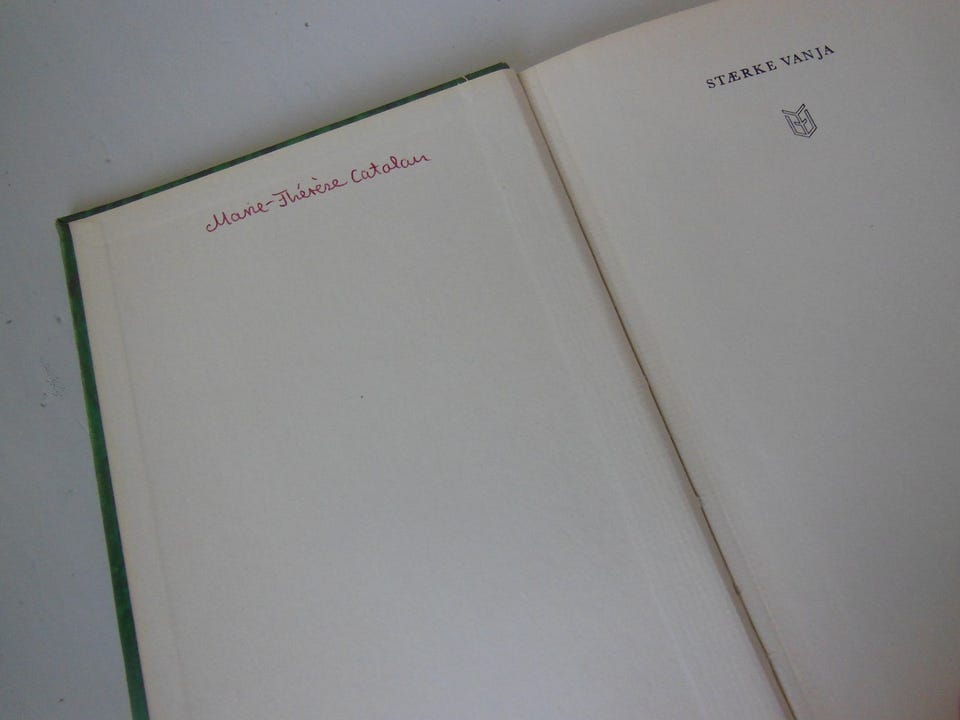 Marie-Thérèse Catalan
STÆRKE VANJA